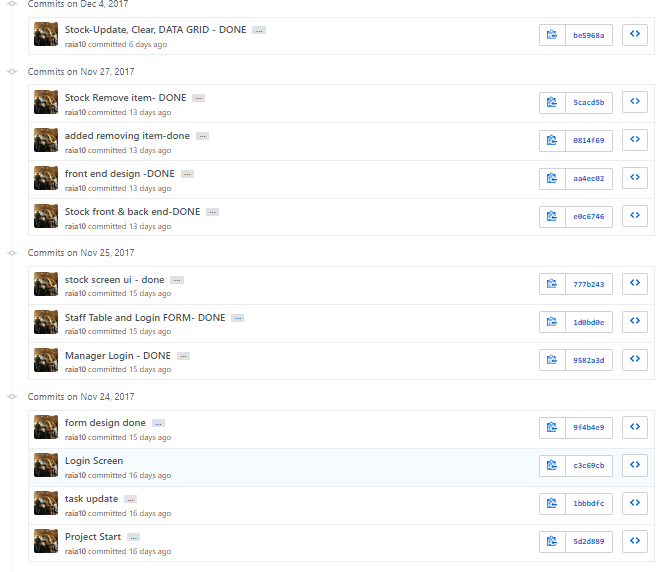 Commits on Dec 4, 2017
Stock-Update, Clear, DATA GRID - DONE ...
raia10 committed 6 days ago
be5968a
Commits on Nov 27, 2017
Stock Remove item- DONE ...
raia10 committed 13 days ago
5cacd5b
added removing item-done ...
raia10 committed 13 days ago
0814f69
front end design -DONE ...
raia10 committed 13 days ago
aa4ec02
Stock front & back end-DONE ...
raia10 committed 13 days ago
e0c6746
Commits on Nov 25, 2017
stock screen ui - done ...
raia10 committed 15 days ago
777b243
Staff Table and Login FORM- DONE ...
raia10 committed 15 days ago
1d0bd0e
Manager Login - DONE ...
raia10 committed 15 days ago
9582a3d
Commits on Nov 24, 2017
form design done ...
raia10 committed 15 days ago
9f4b4e9
Login Screen
raia10 committed 16 days ago
c3c69cb
task update ...
raia10 committed 16 days ago
1bbbdfc
Project Start ...
raia10 committed 16 days ago
5d2d889